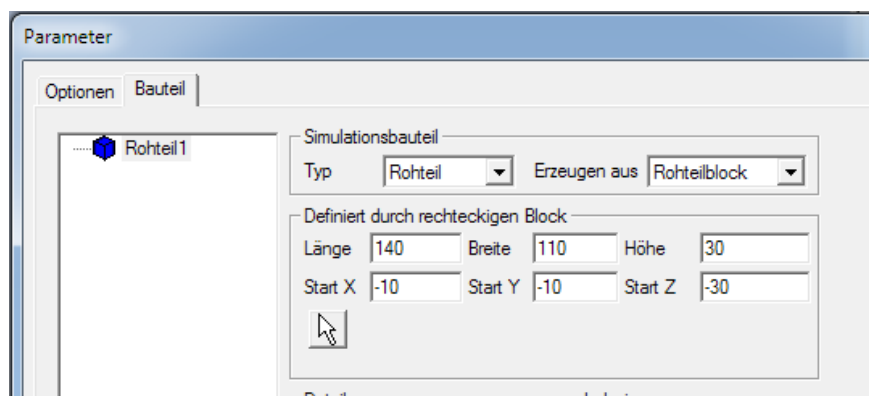 Parameter
Optionen Bauteil
Rohteil1
Simulationsbauteil
Typ Rohteil Erzeugen aus Rohteilblock
Definiert durch rechteckigen Block
Länge 140 Breite 110 Höhe 30
Start X -10 Start Y -10 Start Z -30